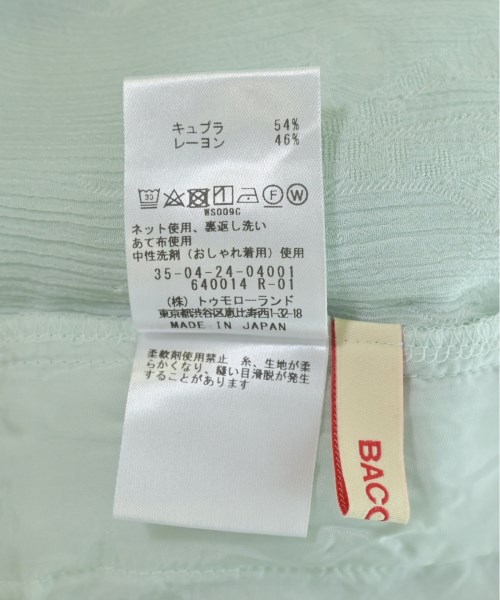 キュプラ 54%
レーヨン 46%
30 F W
WS009C
ネット使用、裏返し洗い
あて布使用
中性洗剤（おしゃれ着用）使用
35-04-24-04001
640014 R-01
（株）トゥモローランド
東京都渋谷区恵比寿西1-32-18
MADE IN JAPAN
柔軟剤使用禁止 糸、生地が柔
らかくなり、縫い目滑脱が発生
することがあります
BACC